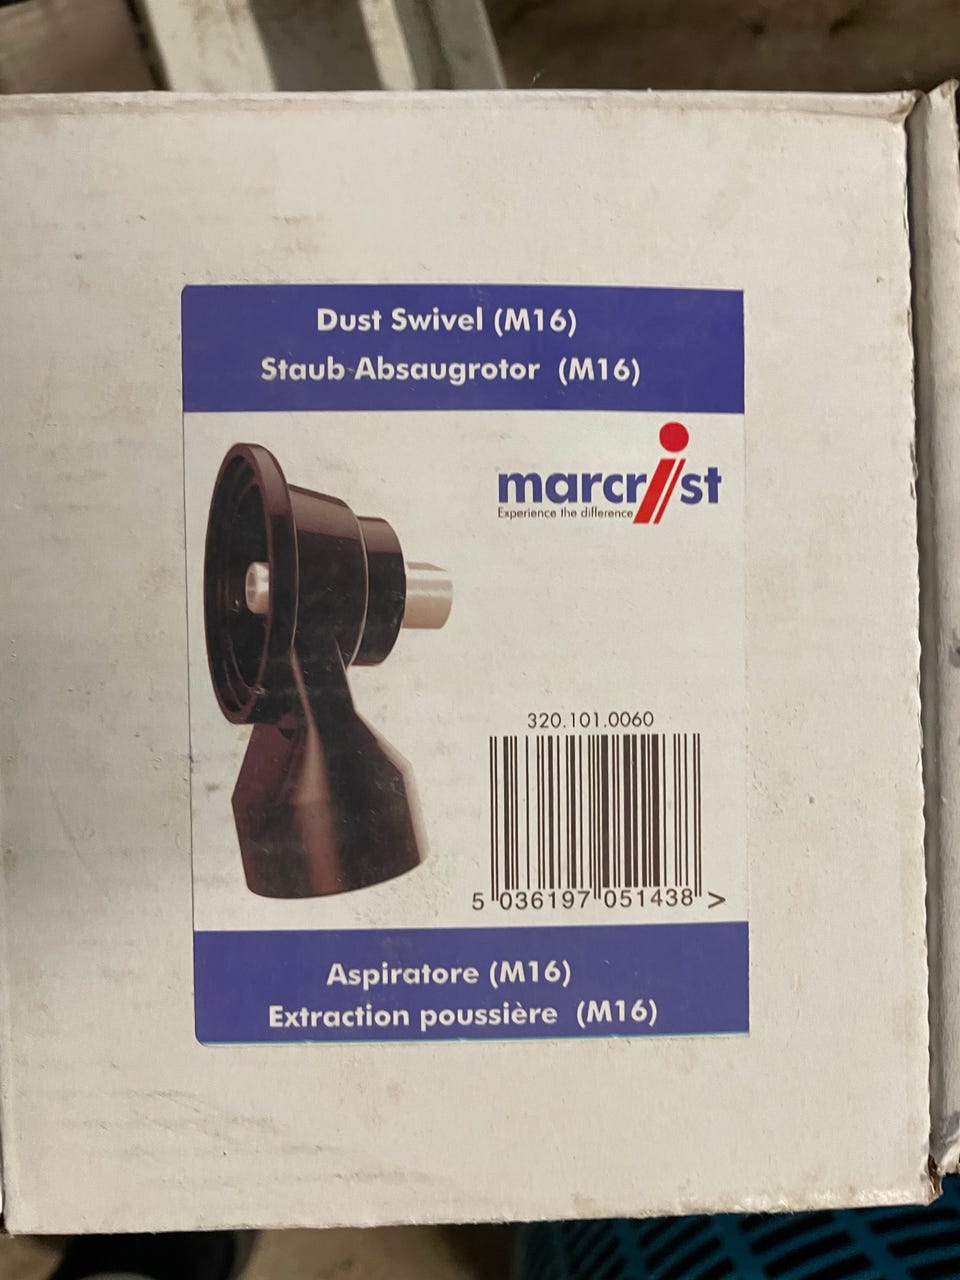 Dust Swivel (M16)
Staub-Absaugrotor (M16)
marcrist
Experience the difference
320.101.0060
5 036197 051438 >
Aspiratore (M16)
Extraction poussière (M16)